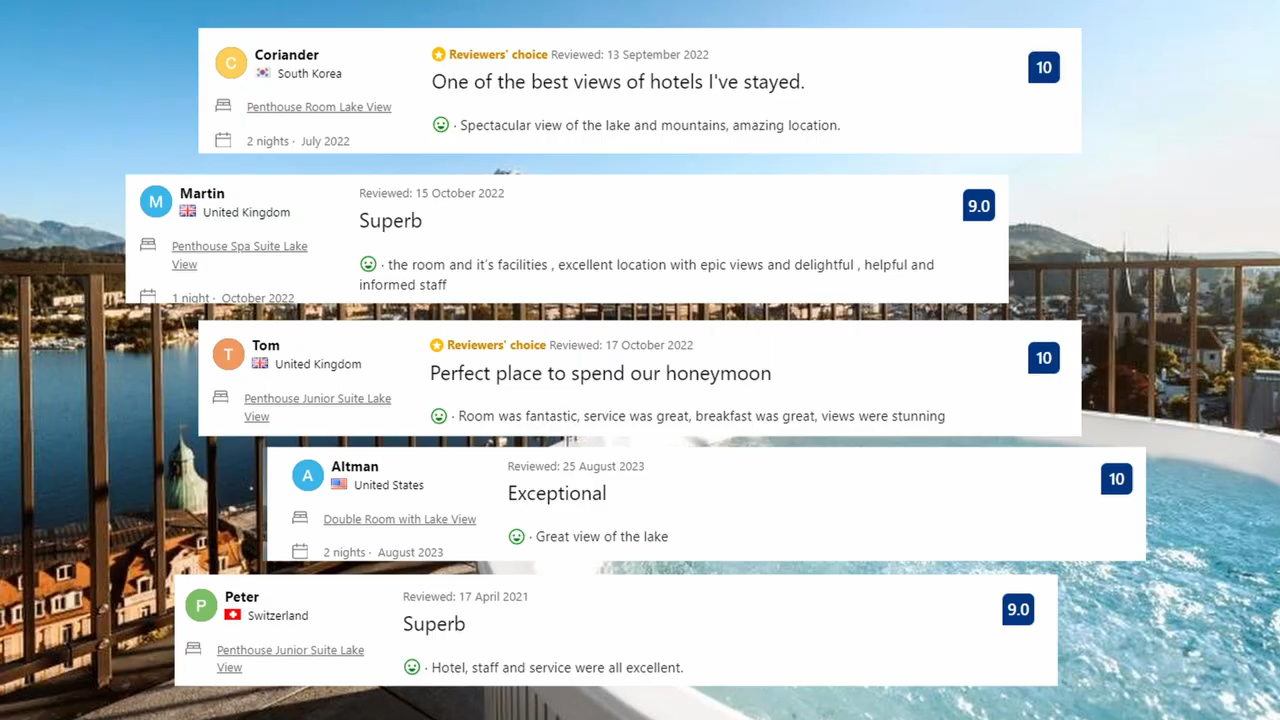 C
Coriander
South Korea
Penthouse Room Lake View
2 nights · July 2022
Reviewers' choice Reviewed: 13 September 2022
One of the best views of hotels I've stayed.
· Spectacular view of the lake and mountains, amazing location.
10
M
Martin
United Kingdom
Penthouse Spa Suite Lake
View
1 night · October 2022
Reviewed: 15 October 2022
Superb
· the room and it's facilities , excellent location with epic views and delightful , helpful and
informed staff
9.0
T
Tom
United Kingdom
Penthouse Junior Suite Lake
View
Reviewers' choice Reviewed: 17 October 2022
Perfect place to spend our honeymoon
· Room was fantastic, service was great, breakfast was great, views were stunning
10
A
Altman
United States
Double Room with Lake View
2 nights · August 2023
Reviewed: 25 August 2023
Exceptional
· Great view of the lake
10
P
Peter
Switzerland
Penthouse Junior Suite Lake
View
Reviewed: 17 April 2021
Superb
· Hotel, staff and service were all excellent.
9.0